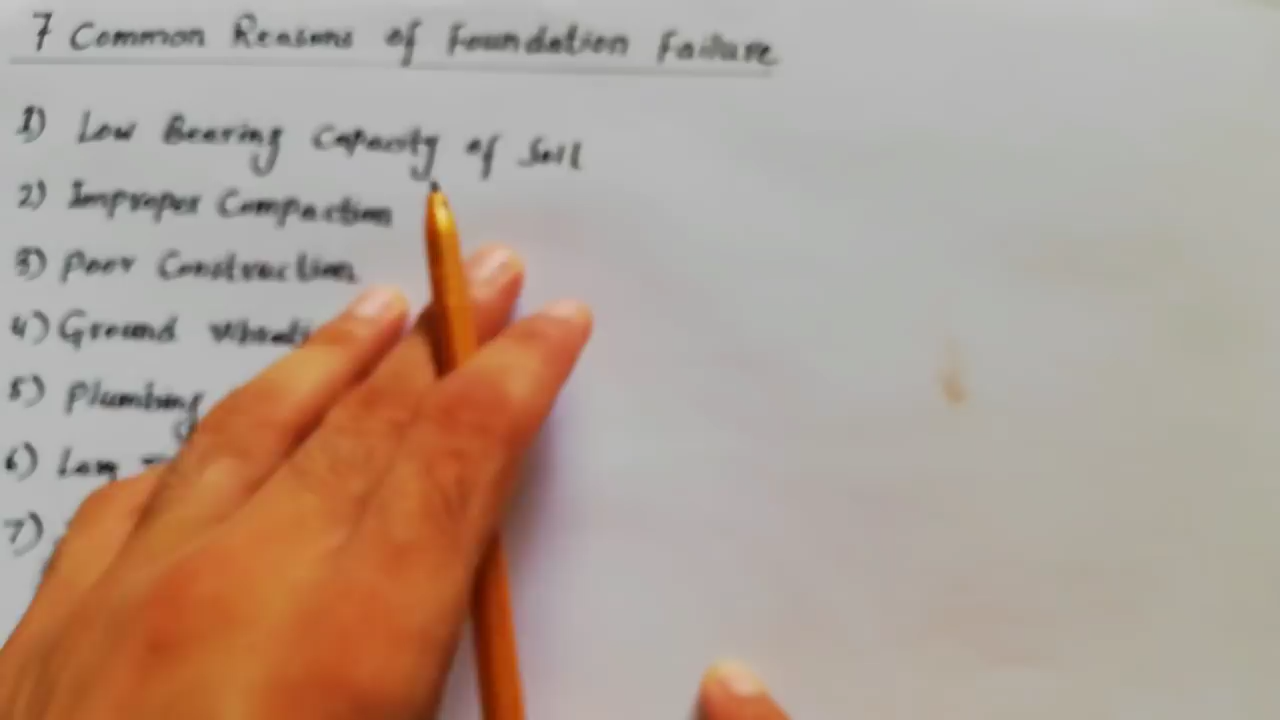 7 Common Reasons of Foundation Failure
1) Low Bearing Capacity of Soil
2) Improper Compaction
3) Poor Construction
4) Ground
5) Plumbing
6)
7)